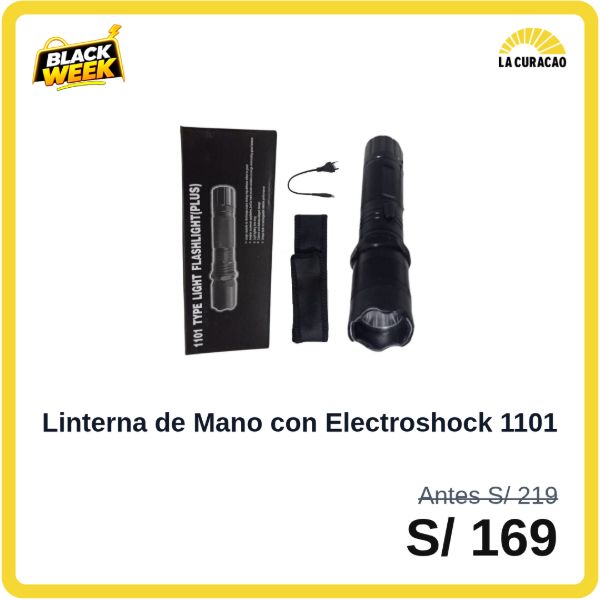 BLACK
WEEK
LA CURACAO
1101 TYPE LIGHT FLASHLIGHT(PLUS)
Linterna de Mano con Electroshock 1101
Antes S/ 219
S/ 169